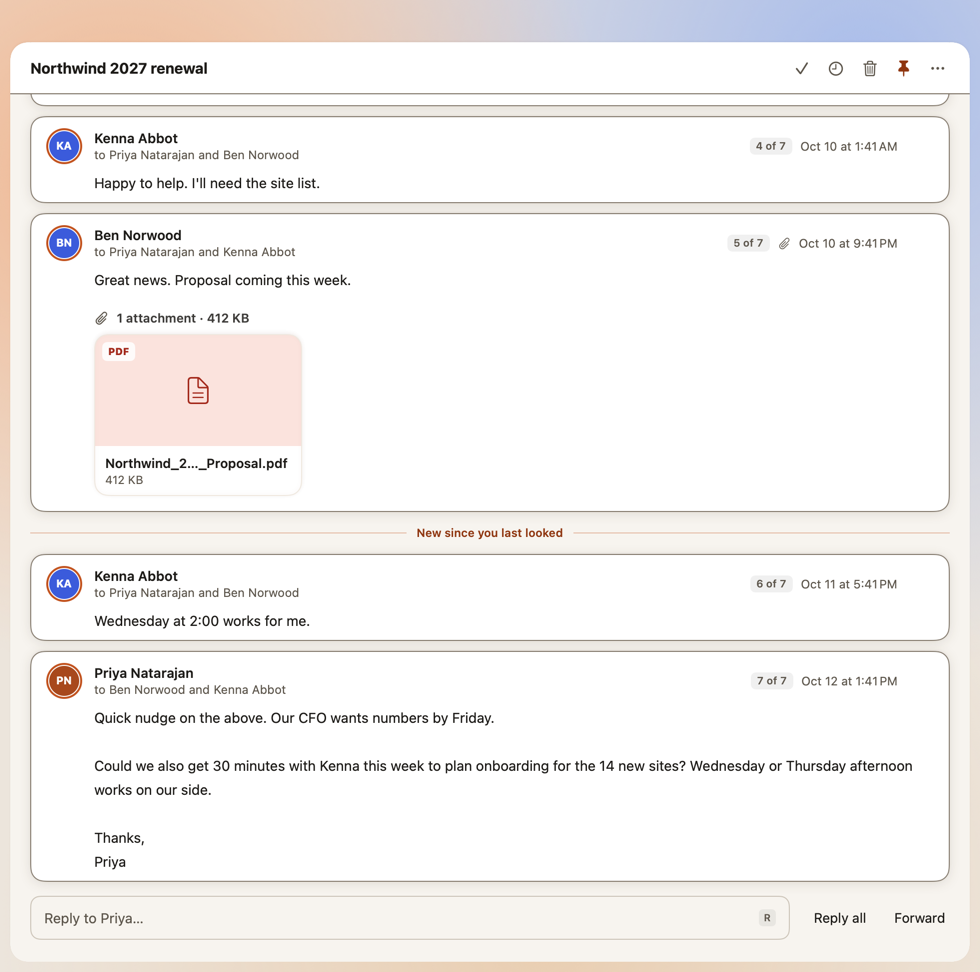 Northwind 2027 renewal
KA
Kenna Abbot
4 of 7
Oct 10 at 1:41 AM
to Priya Natarajan and Ben Norwood
Happy to help. I'll need the site list.
BN
Ben Norwood
5 of 7
Oct 10 at 9:41 PM
to Priya Natarajan and Kenna Abbot
Great news. Proposal coming this week.
1 attachment · 412 KB
PDF
Northwind_2..._Proposal.pdf
412 KB
New since you last looked
KA
Kenna Abbot
6 of 7
Oct 11 at 5:41 PM
to Priya Natarajan and Ben Norwood
Wednesday at 2:00 works for me.
PN
Priya Natarajan
7 of 7
Oct 12 at 1:41 PM
to Ben Norwood and Kenna Abbot
Quick nudge on the above. Our CFO wants numbers by Friday.
Could we also get 30 minutes with Kenna this week to plan onboarding for the 14 new sites? Wednesday or Thursday afternoon
works on our side.
Thanks,
Priya
Reply to Priya...
R
Reply all
Forward